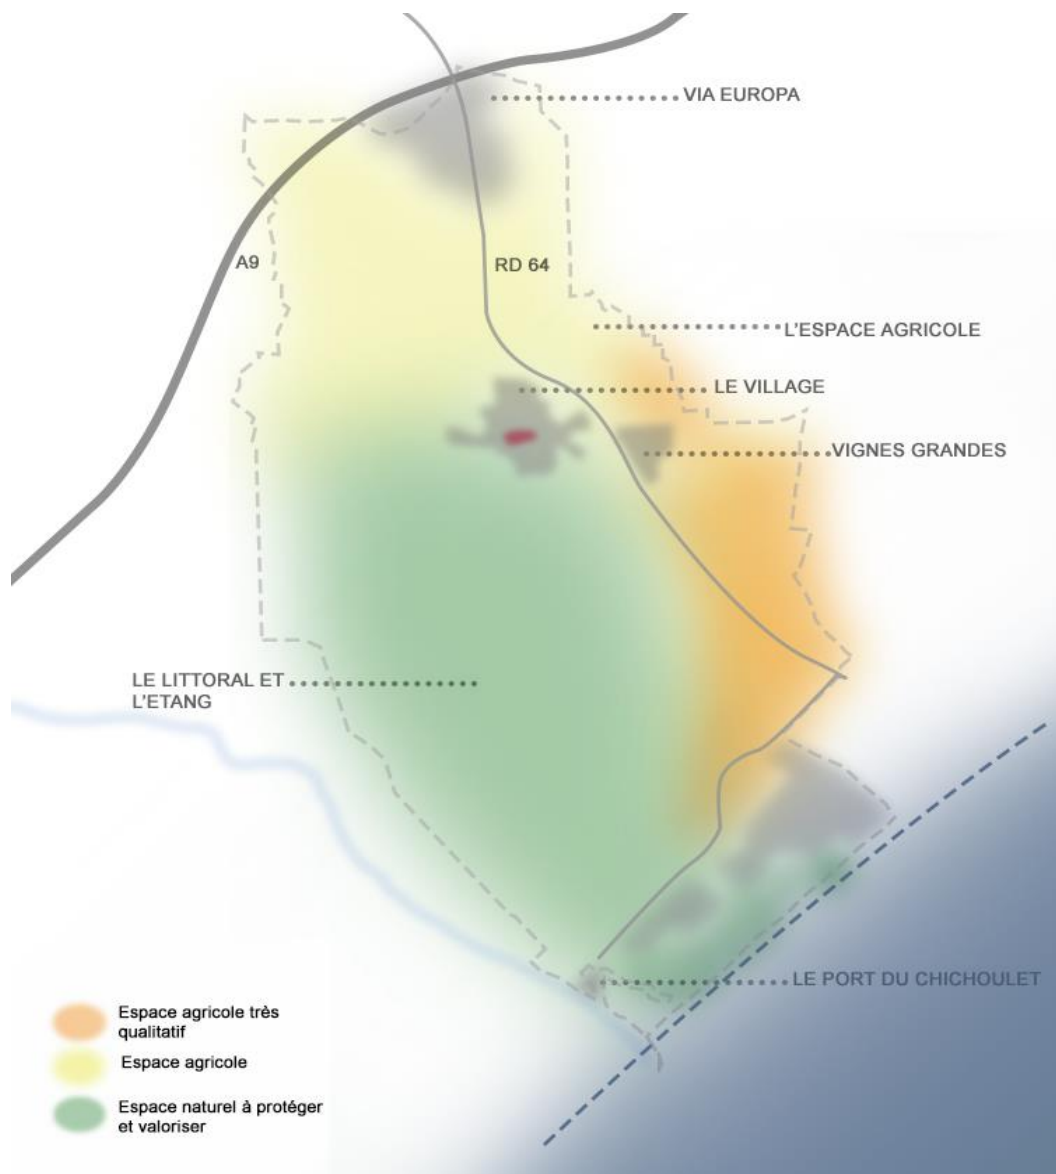 VIA EUROPA
A9
RD 64
L'ESPACE AGRICOLE
LE VILLAGE
VIGNES GRANDES
LE LITTORAL ET
L'ETANG
LE PORT DU CHICHOULET
Espace agricole très
qualitatif
Espace agricole
Espace naturel à protéger
et valoriser